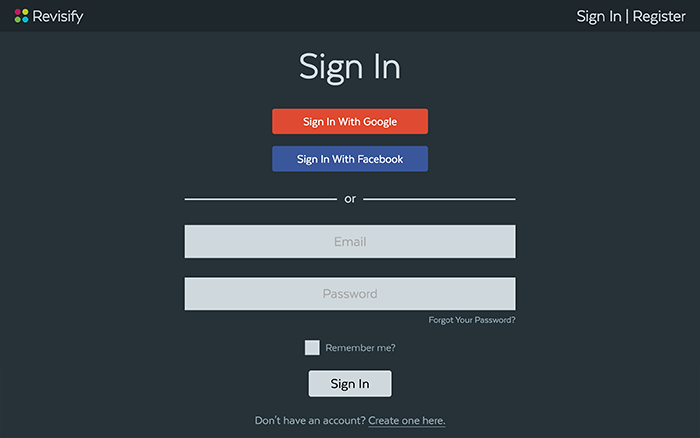 Revisify
Sign In | Register
Sign In
Sign In With Google
Sign In With Facebook
or
Email
Password
Forgot Your Password?
Remember me?
Sign In
Don't have an account? Create one here.